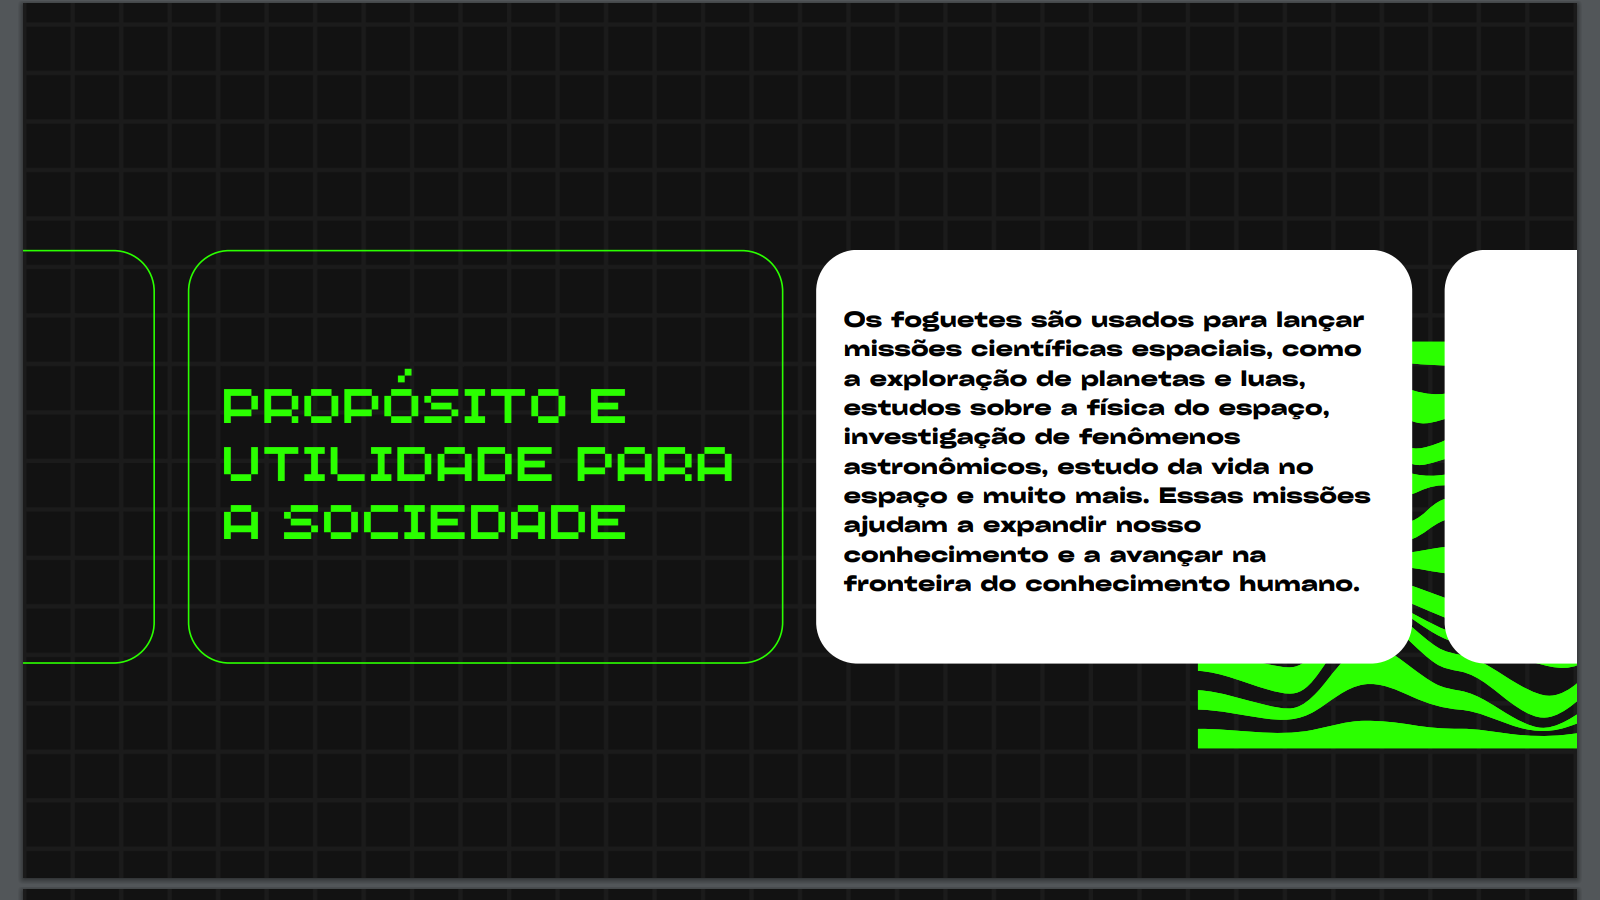 PROPÓSITO E
UTILIDADE PARA
A SOCIEDADE
Os foguetes são usados para lançar
missões científicas espaciais, como
a exploração de planetas e luas,
estudos sobre a física do espaço,
investigação de fenômenos
astronômicos, estudo da vida no
espaço e muito mais. Essas missões
ajudam a expandir nosso
conhecimento e a avançar na
fronteira do conhecimento humano.